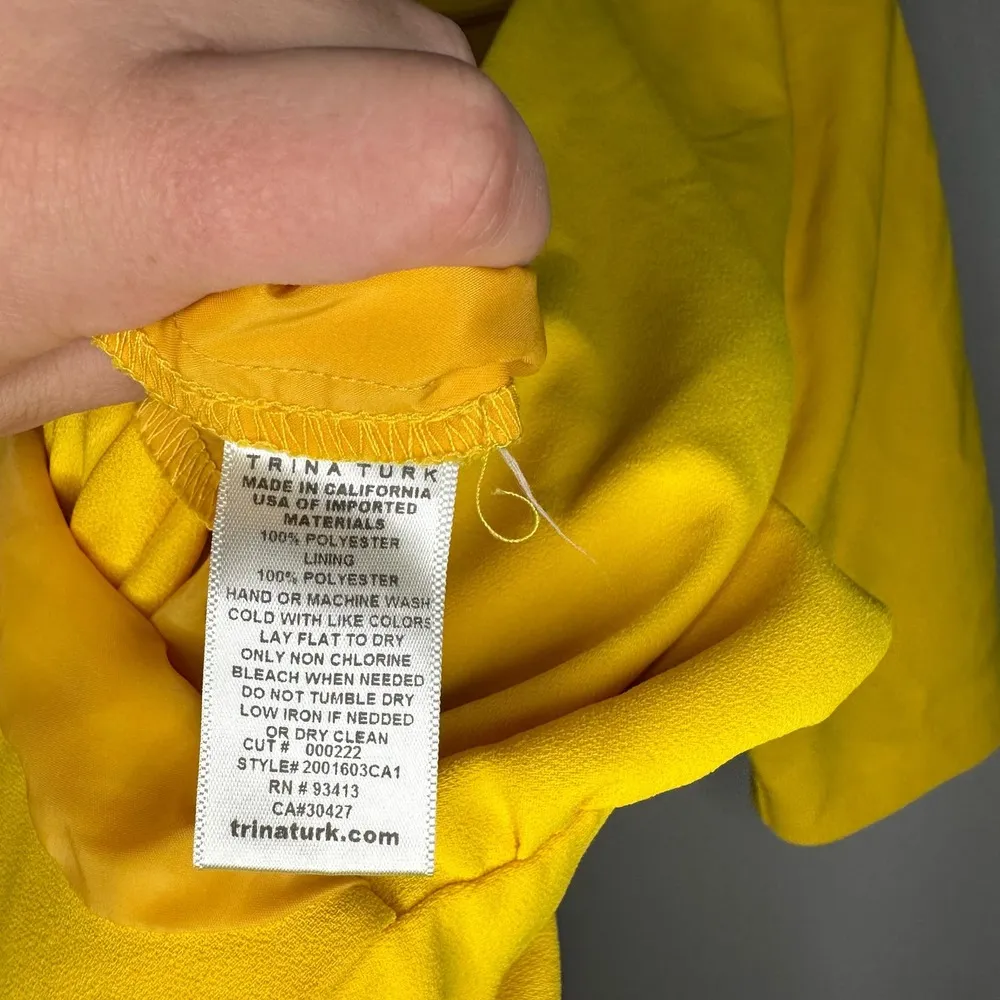 TRINA TURK
MADE IN CALIFORNIA
USA OF IMPORTED
MATERIALS
100% POLYESTER
LINING
100% POLYESTER
HAND OR MACHINE WASH
COLD WITH LIKE COLORS
LAY FLAT TO DRY
ONLY NON CHLORINE
BLEACH WHEN NEEDED
DO NOT TUMBLE DRY
LOW IRON IF NEDDED
OR DRY CLEAN
CUT # 000222
STYLE# 2001603CA1
RN # 93413
CA#30427
trinaturk.com